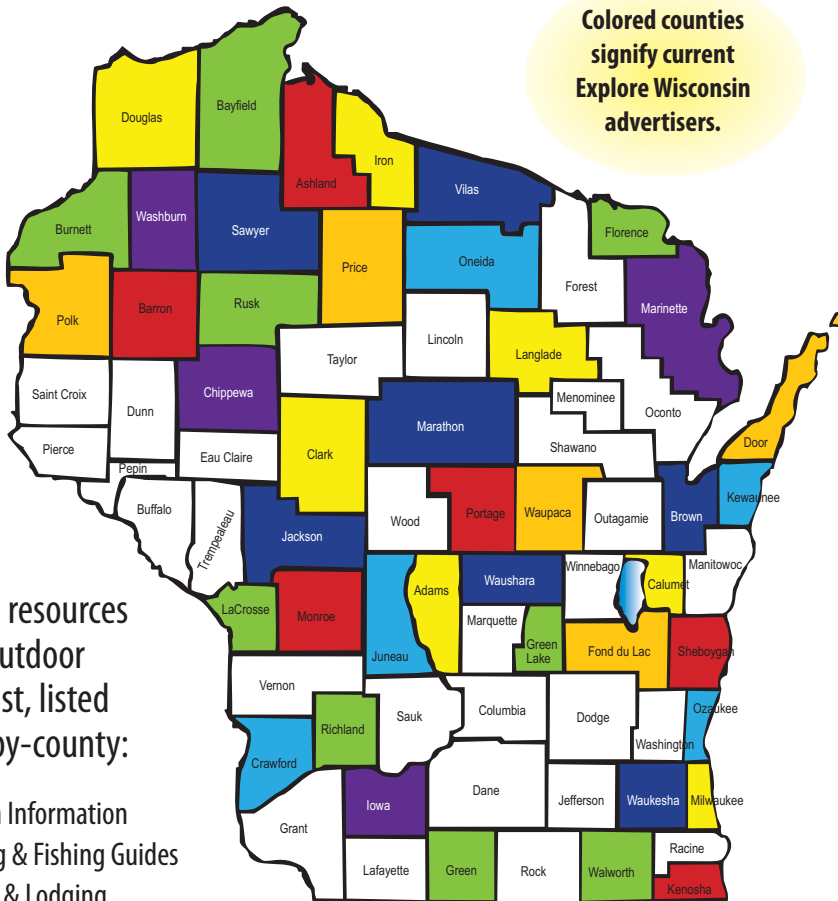 Colored counties
signify current
Explore Wisconsin
advertisers.
Douglas
Bayfield
Ashland
Iron
Vilas
Burnett
Washburn
Sawyer
Price
Oneida
Florence
Forest
Marinette
Polk
Barron
Rusk
Taylor
Lincoln
Langlade
Menominee
Oconto
Saint Croix
Dunn
Chippewa
Marathon
Shawano
Door
Pierce
Pepin
Eau Claire
Clark
Kewaunee
Buffalo
Trempealeau
Jackson
Wood
Portage
Waupaca
Outagamie
Brown
Manitowoc
Winnebago
Calumet
LaCrosse
Monroe
Juneau
Adams
Waushara
Marquette
Green
Lake
Fond du Lac
Sheboygan
Vernon
Richland
Sauk
Columbia
Dodge
Ozaukee
Washington
Crawford
Iowa
Dane
Jefferson
Waukesha
Milwaukee
Grant
Lafayette
Green
Rock
Walworth
Racine
Kenosha
resources
utdoor
st, listed
by-county:
Information
g & Fishing Guides
& Lodging